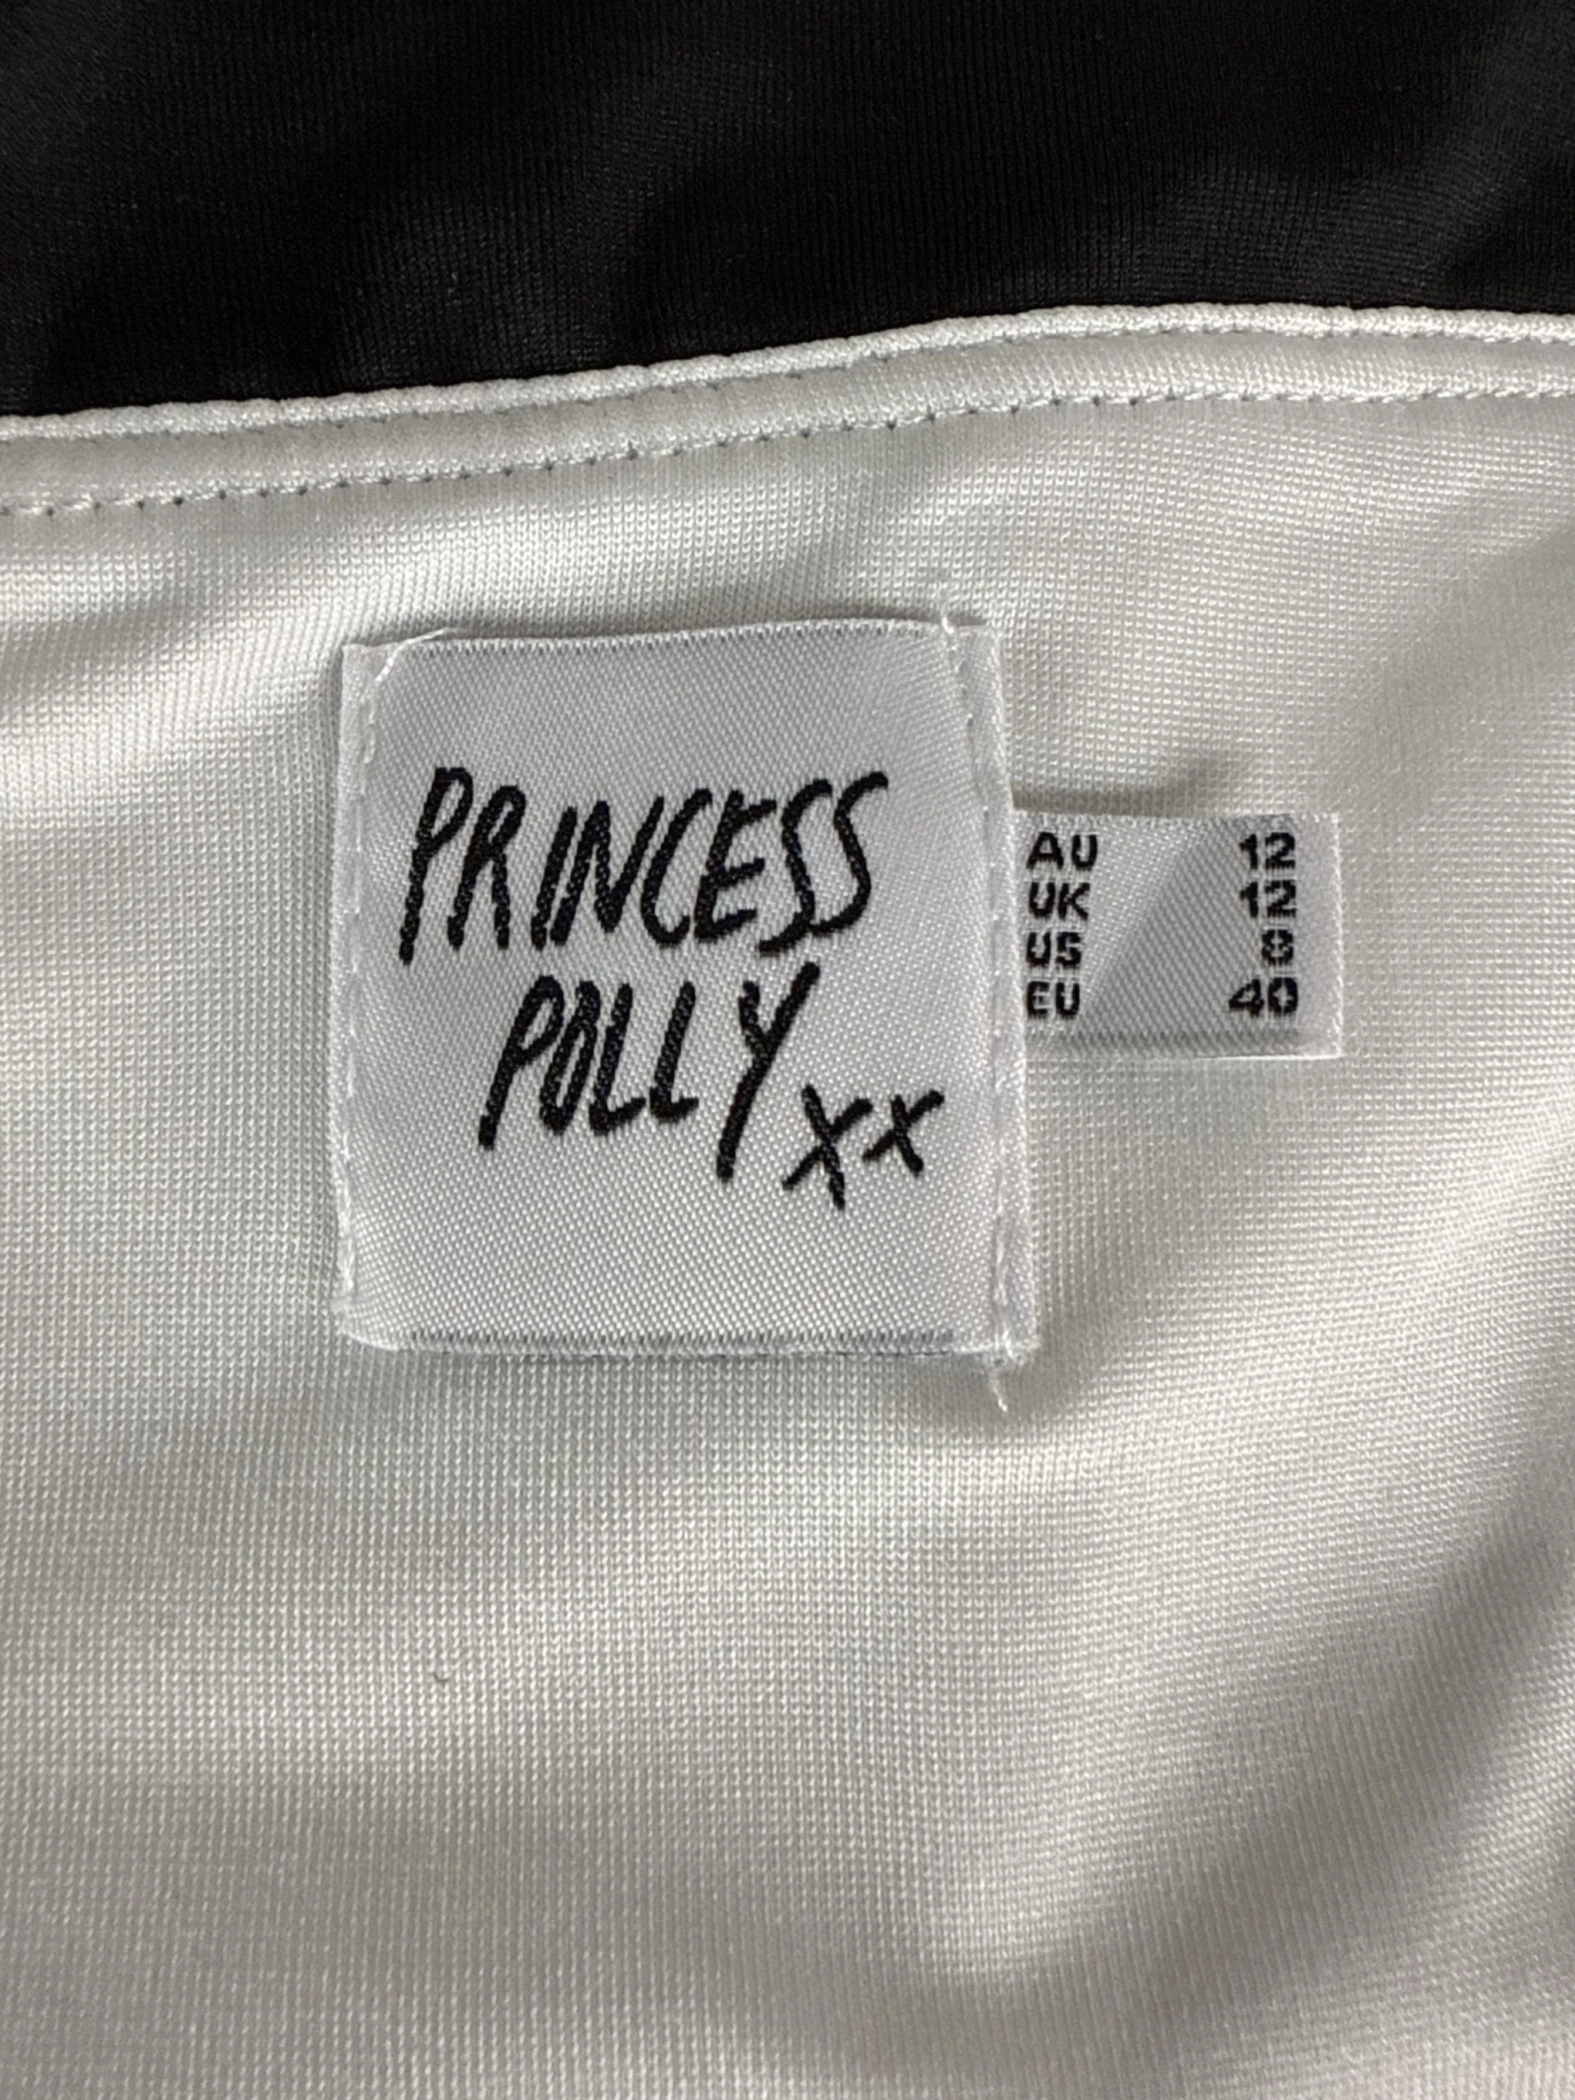 PRINCESS
POLLY xx
AU 12
UK 12
US 8
EU 40